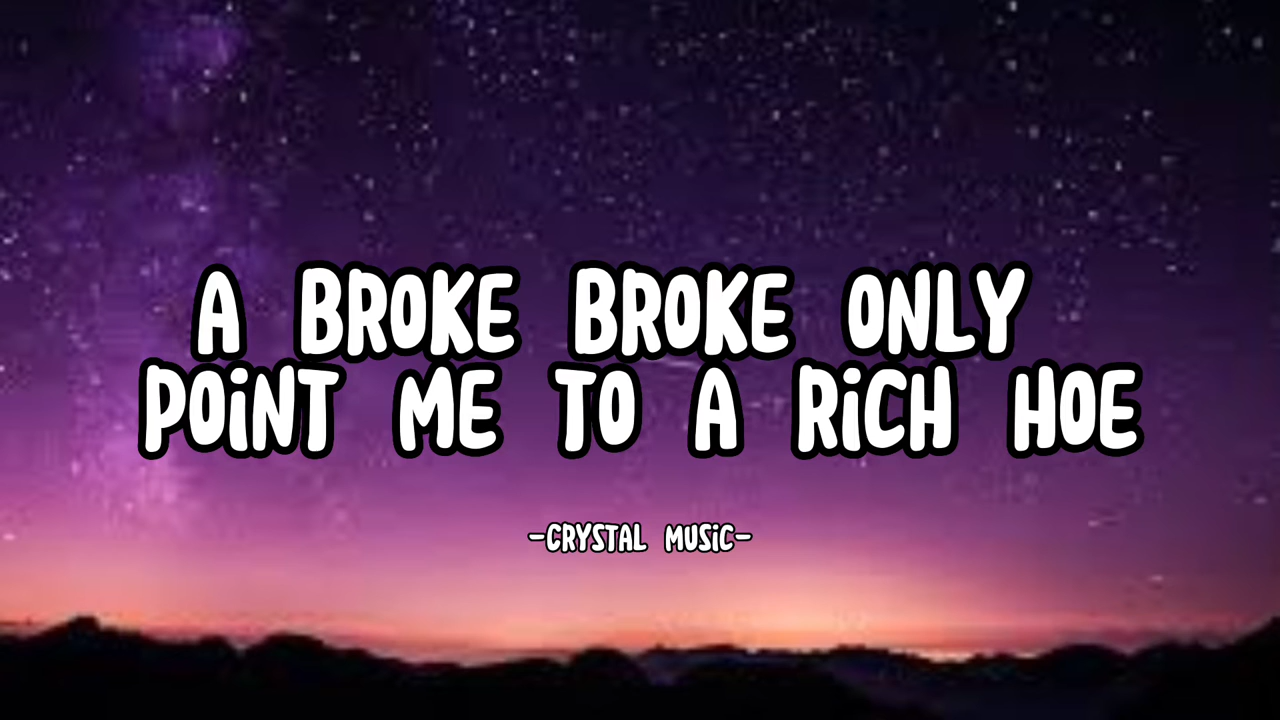 A BROKE BROKE ONLY
POiNT ME TO A RiCH HOE
-CRYSTAL MUSiC-